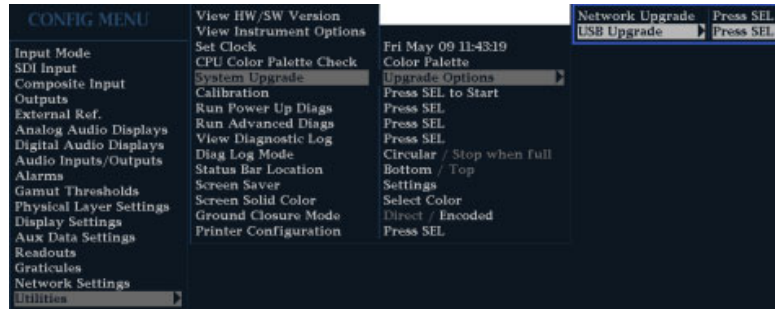 CONFIG MENU
Input Mode
SDI Input
Composite Input
Outputs
External Ref.
Analog Audio Displays
Digital Audio Displays
Audio Inputs/Outputs
Alarms
Gamut Thresholds
Physical Layer Settings
Display Settings
Aux Data Settings
Readouts
Graticules
Network Settings
Utilities
View HW/SW Version
View Instrument Options
Set Clock Fri May 09 11:43:19
CPU Color Palette Check Color Palette
System Upgrade Upgrade Options
Calibration Press SEL to Start
Run Power Up Diags Press SEL
Run Advanced Diags Press SEL
View Diagnostic Log Press SEL
Diag Log Mode Circular / Stop when full
Status Bar Location Bottom / Top
Screen Saver Settings
Screen Solid Color Select Color
Ground Closure Mode Direct / Encoded
Printer Configuration Press SEL
Network Upgrade Press SEL
USB Upgrade Press SEL